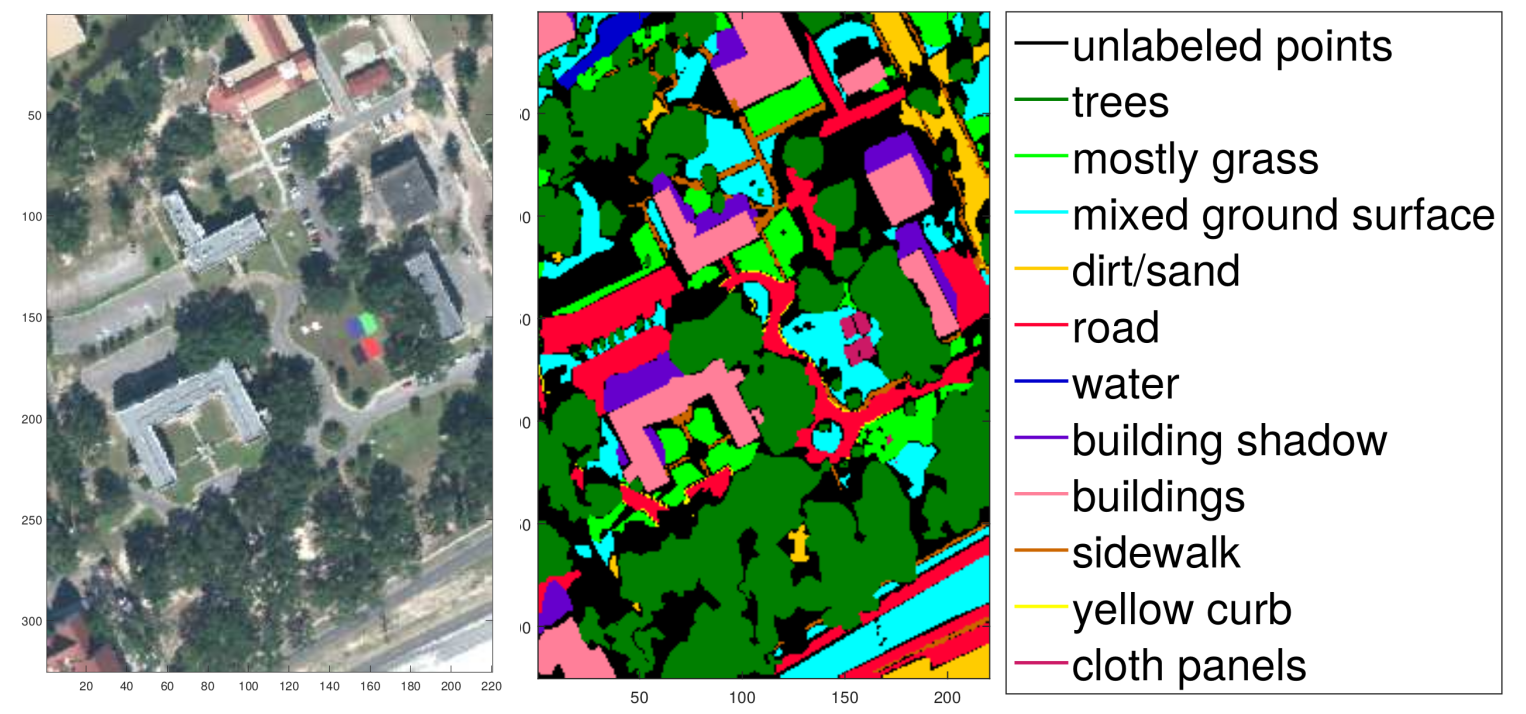 50
100
150
200
250
300
20 40 60 80 100 120 140 160 180 200 220
50 100 150 200
unlabeled points
trees
mostly grass
mixed ground surface
dirt/sand
road
water
building shadow
buildings
sidewalk
yellow curb
cloth panels